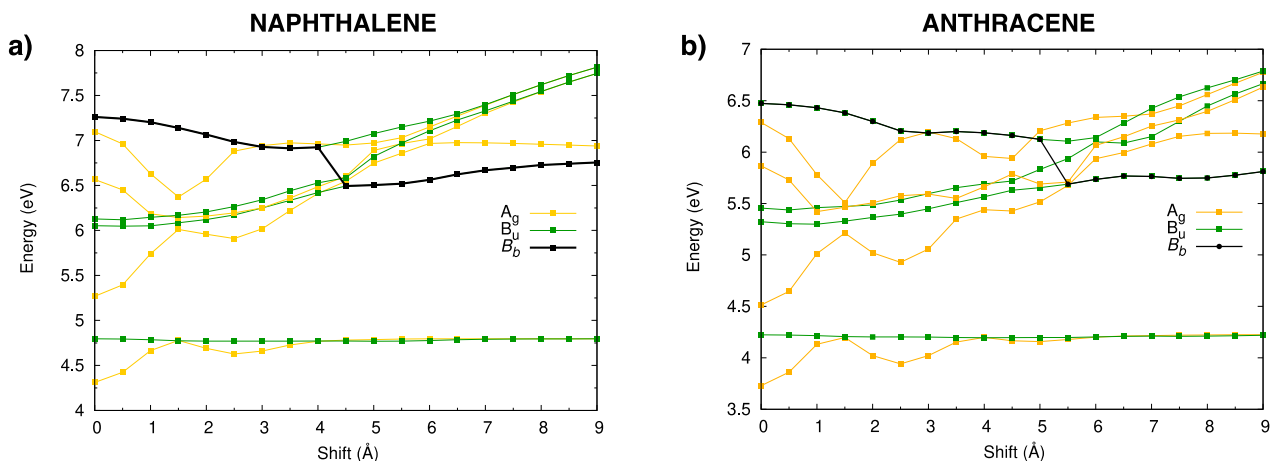 NAPHTHALENE
a)
8
7.5
7
6.5
6
5.5
5
4.5
4
Energy (eV)
0 1 2 3 4 5 6 7 8 9
Shift (Å)
Ag
Bu
Bb
ANTHRACENE
b)
7
6.5
6
5.5
5
4.5
4
3.5
Energy (eV)
0 1 2 3 4 5 6 7 8 9
Shift (Å)
Ag
Bu
Bb